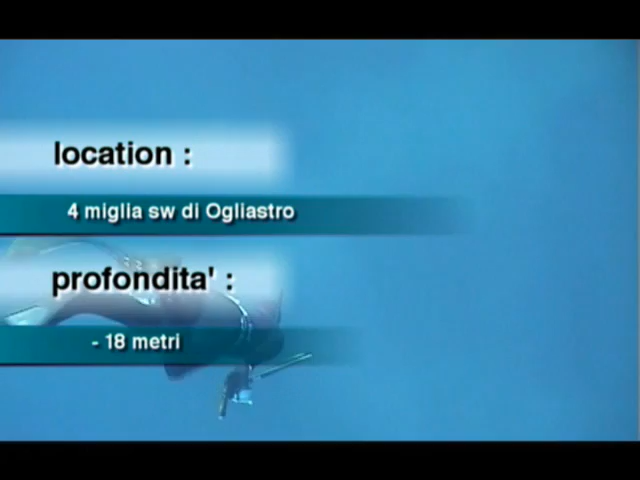 location :
4 miglia sw di Ogliastro
profondita' :
- 18 metri